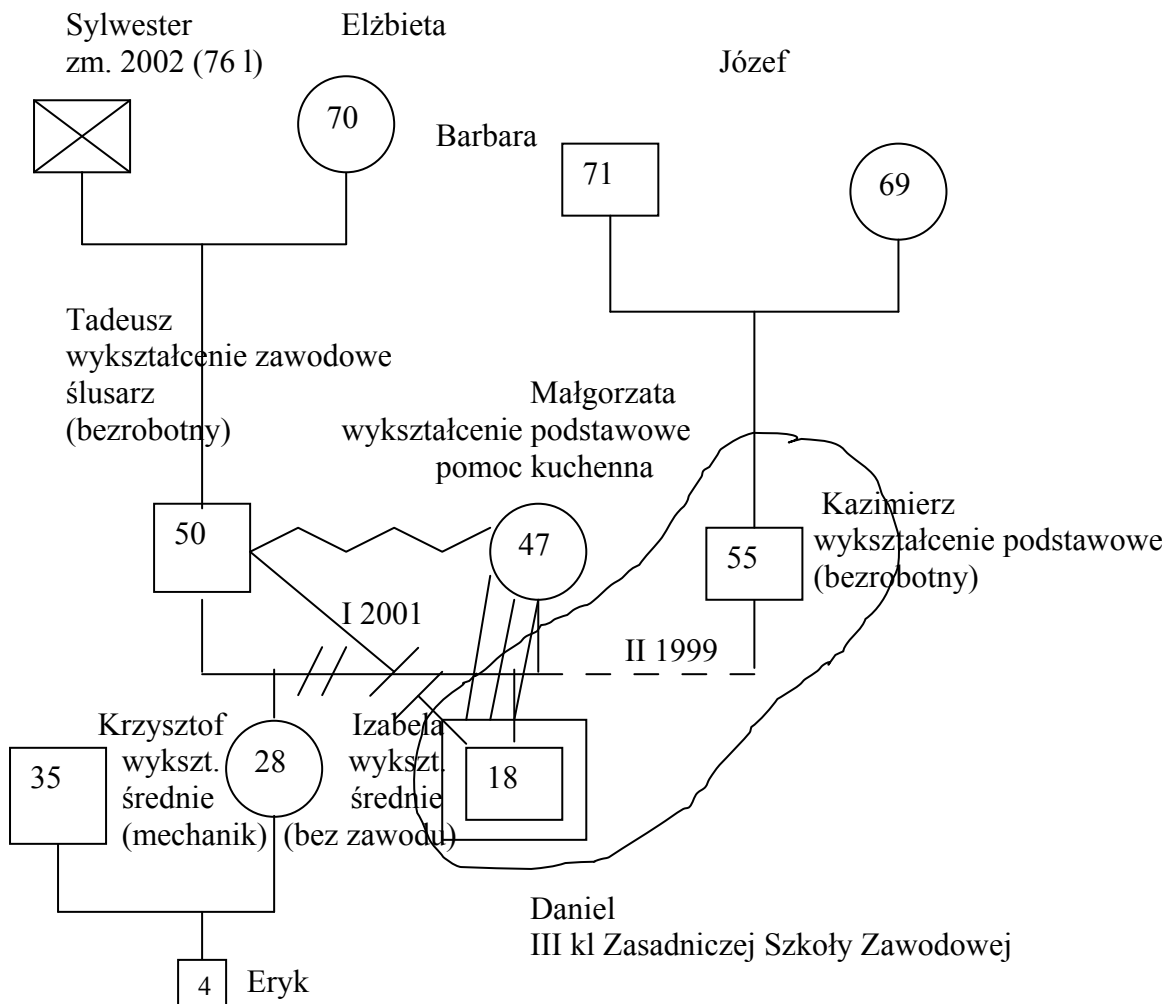 Sylwester
zm. 2002 (76 l)
Elżbieta
Józef
70
Barbara
71
69
Tadeusz
wykształcenie zawodowe
ślusarz
(bezrobotny)
Małgorzata
wykształcenie podstawowe
pomoc kuchenna
Kazimierz
wykształcenie podstawowe
(bezrobotny)
50
47
55
I 2001
II 1999
Krzysztof
wykszt.
średnie
(mechanik)
Izabela
wykszt.
średnie
(bez zawodu)
35
28
18
Daniel
III kl Zasadniczej Szkoły Zawodowej
4
Eryk